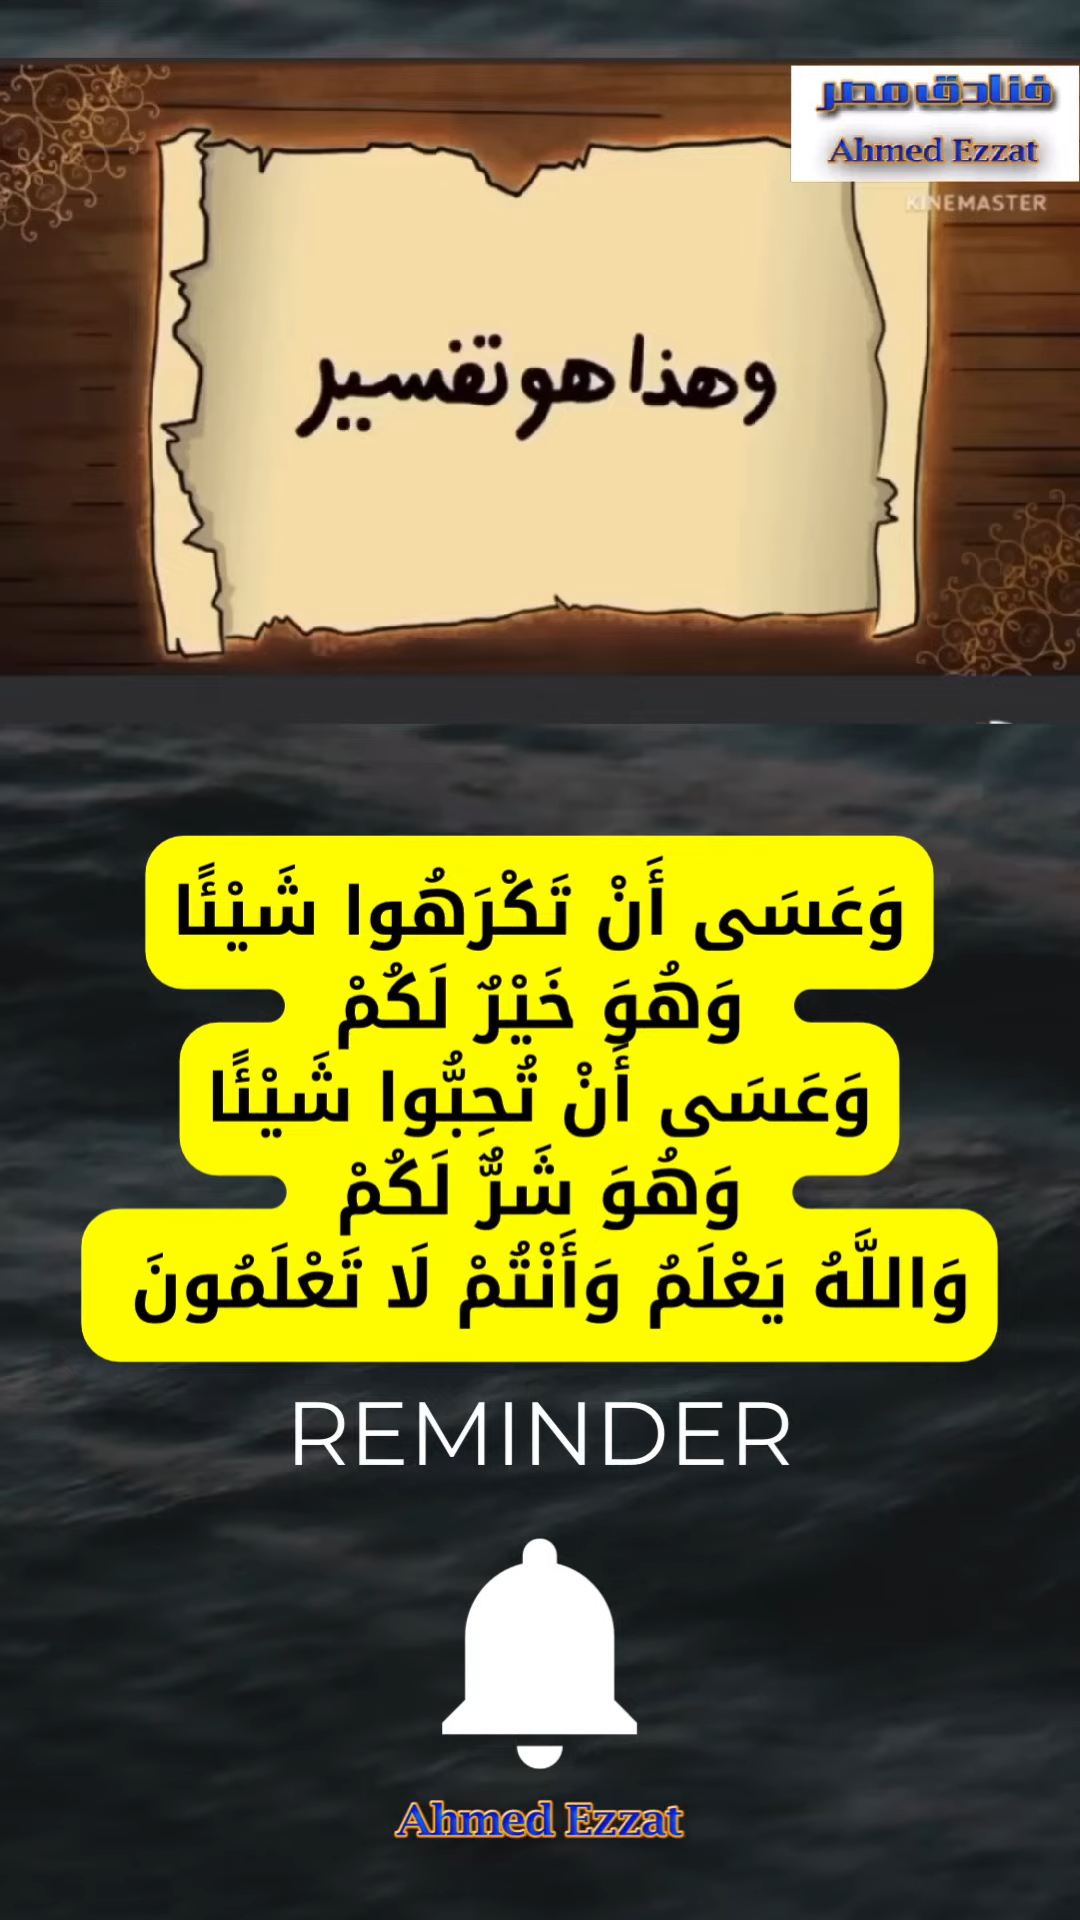 فنادق مصر
Ahmed Ezzat
KINEMASTER
وهذا هو تفسير
وَعَسَى أَنْ تَكْرَهُوا شَيْئًا
وَهُوَ خَيْرٌ لَكُمْ
وَعَسَى أَنْ تُحِبُّوا شَيْئًا
وَهُوَ شَرٌّ لَكُمْ
وَاللَّهُ يَعْلَمُ وَأَنْتُمْ لَا تَعْلَمُونَ
REMINDER
Ahmed Ezzat